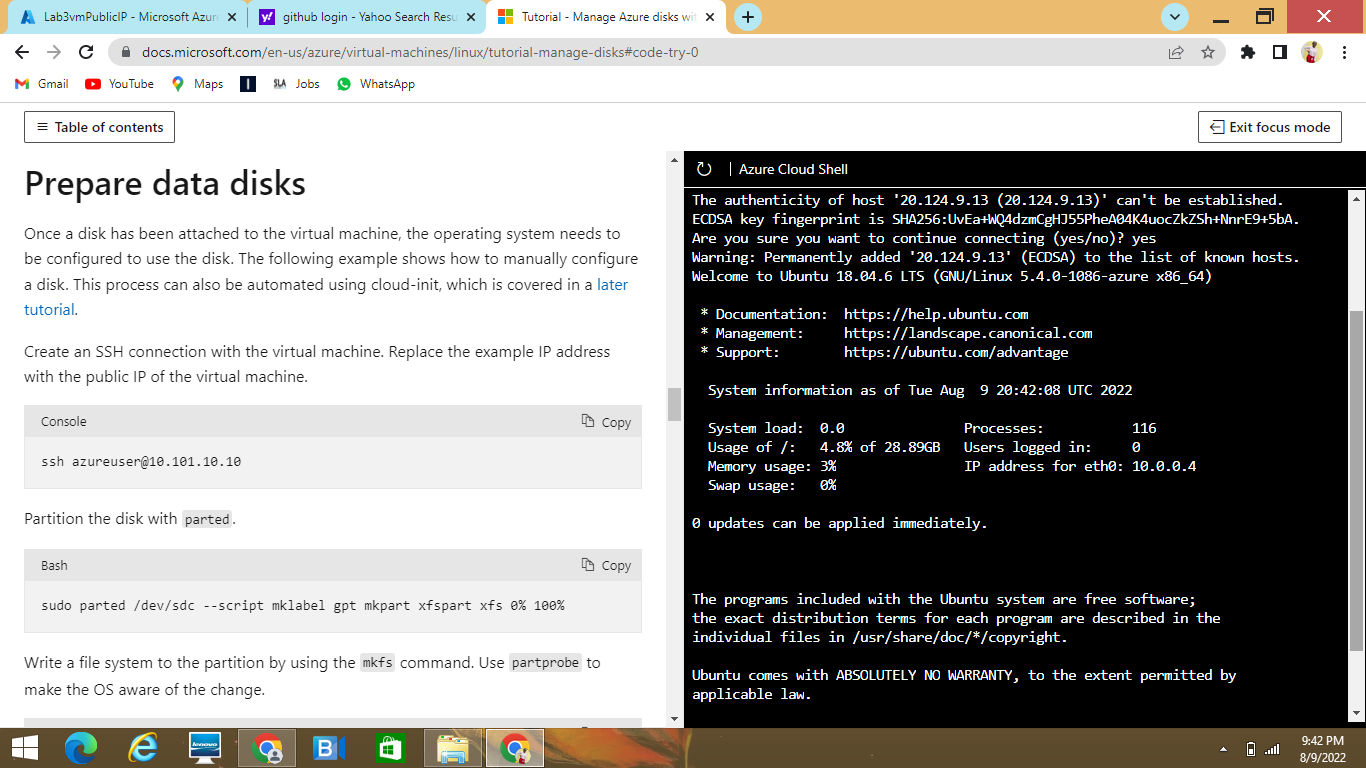 Lab3vmPublicIP - Microsoft Azur
github login - Yahoo Search Resu
Tutorial - Manage Azure disks wit
docs.microsoft.com/en-us/azure/virtual-machines/linux/tutorial-manage-disks#code-try-0
Gmail
YouTube
Maps
SLA Jobs
WhatsApp
Table of contents
Exit focus mode
Prepare data disks
Once a disk has been attached to the virtual machine, the operating system needs to
be configured to use the disk. The following example shows how to manually configure
a disk. This process can also be automated using cloud-init, which is covered in a later
tutorial.
Create an SSH connection with the virtual machine. Replace the example IP address
with the public IP of the virtual machine.
Console
Copy
ssh azureuser@10.101.10.10
Partition the disk with parted.
Bash
Copy
sudo parted /dev/sdc --script mklabel gpt mkpart xfspart xfs 0% 100%
Write a file system to the partition by using the mkfs command. Use partprobe to
make the OS aware of the change.
Azure Cloud Shell
The authenticity of host '20.124.9.13 (20.124.9.13)' can't be established.
ECDSA key fingerprint is SHA256:UvEa+WQ4dzmCgHJ55PheA04K4uocZkZSh+NnrE9+5bA.
Are you sure you want to continue connecting (yes/no)? yes
Warning: Permanently added '20.124.9.13' (ECDSA) to the list of known hosts.
Welcome to Ubuntu 18.04.6 LTS (GNU/Linux 5.4.0-1086-azure x86_64)
* Documentation: https://help.ubuntu.com
* Management: https://landscape.canonical.com
* Support: https://ubuntu.com/advantage
System information as of Tue Aug 9 20:42:08 UTC 2022
System load: 0.0 Processes: 116
Usage of /: 4.8% of 28.89GB Users logged in: 0
Memory usage: 3% IP address for eth0: 10.0.0.4
Swap usage: 0%
0 updates can be applied immediately.
The programs included with the Ubuntu system are free software;
the exact distribution terms for each program are described in the
individual files in /usr/share/doc/*/copyright.
Ubuntu comes with ABSOLUTELY NO WARRANTY, to the extent permitted by
applicable law.
lenovo
9:42 PM
8/9/2022